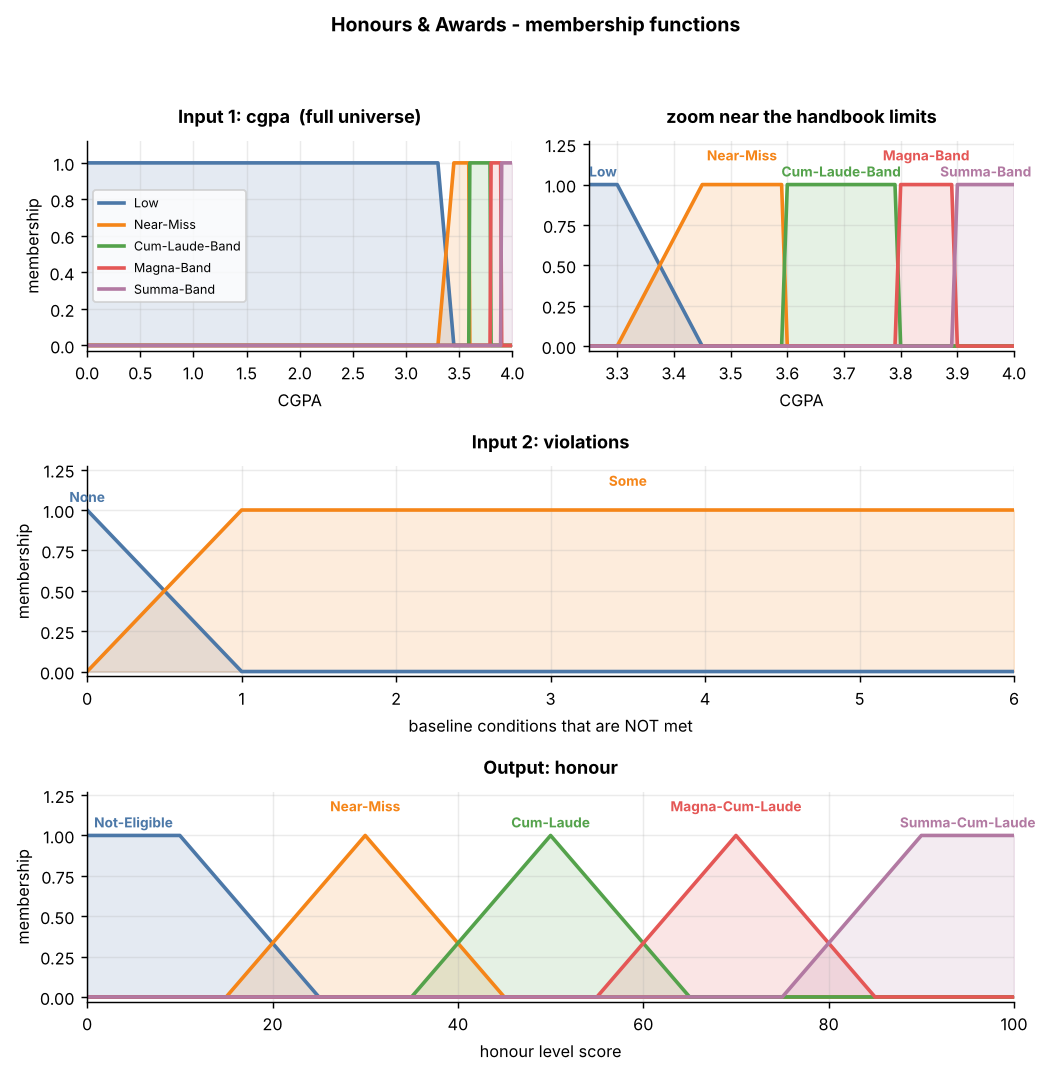 Honours & Awards - membership functions
Input 1: cgpa  (full universe)
membership
1.0
0.8
0.6
0.4
0.2
0.0
Low
Near-Miss
Cum-Laude-Band
Magna-Band
Summa-Band
0.0 0.5 1.0 1.5 2.0 2.5 3.0 3.5 4.0
CGPA
zoom near the handbook limits
1.25
1.00
0.75
0.50
0.25
0.00
Near-Miss Magna-Band
Low Cum-Laude-Band Summa-Band
3.3 3.4 3.5 3.6 3.7 3.8 3.9 4.0
CGPA
Input 2: violations
membership
1.25
1.00
0.75
0.50
0.25
0.00
Some
None
0 1 2 3 4 5 6
baseline conditions that are NOT met
Output: honour
membership
1.25
1.00
0.75
0.50
0.25
0.00
Near-Miss Magna-Cum-Laude
Not-Eligible Cum-Laude Summa-Cum-Laude
0 20 40 60 80 100
honour level score